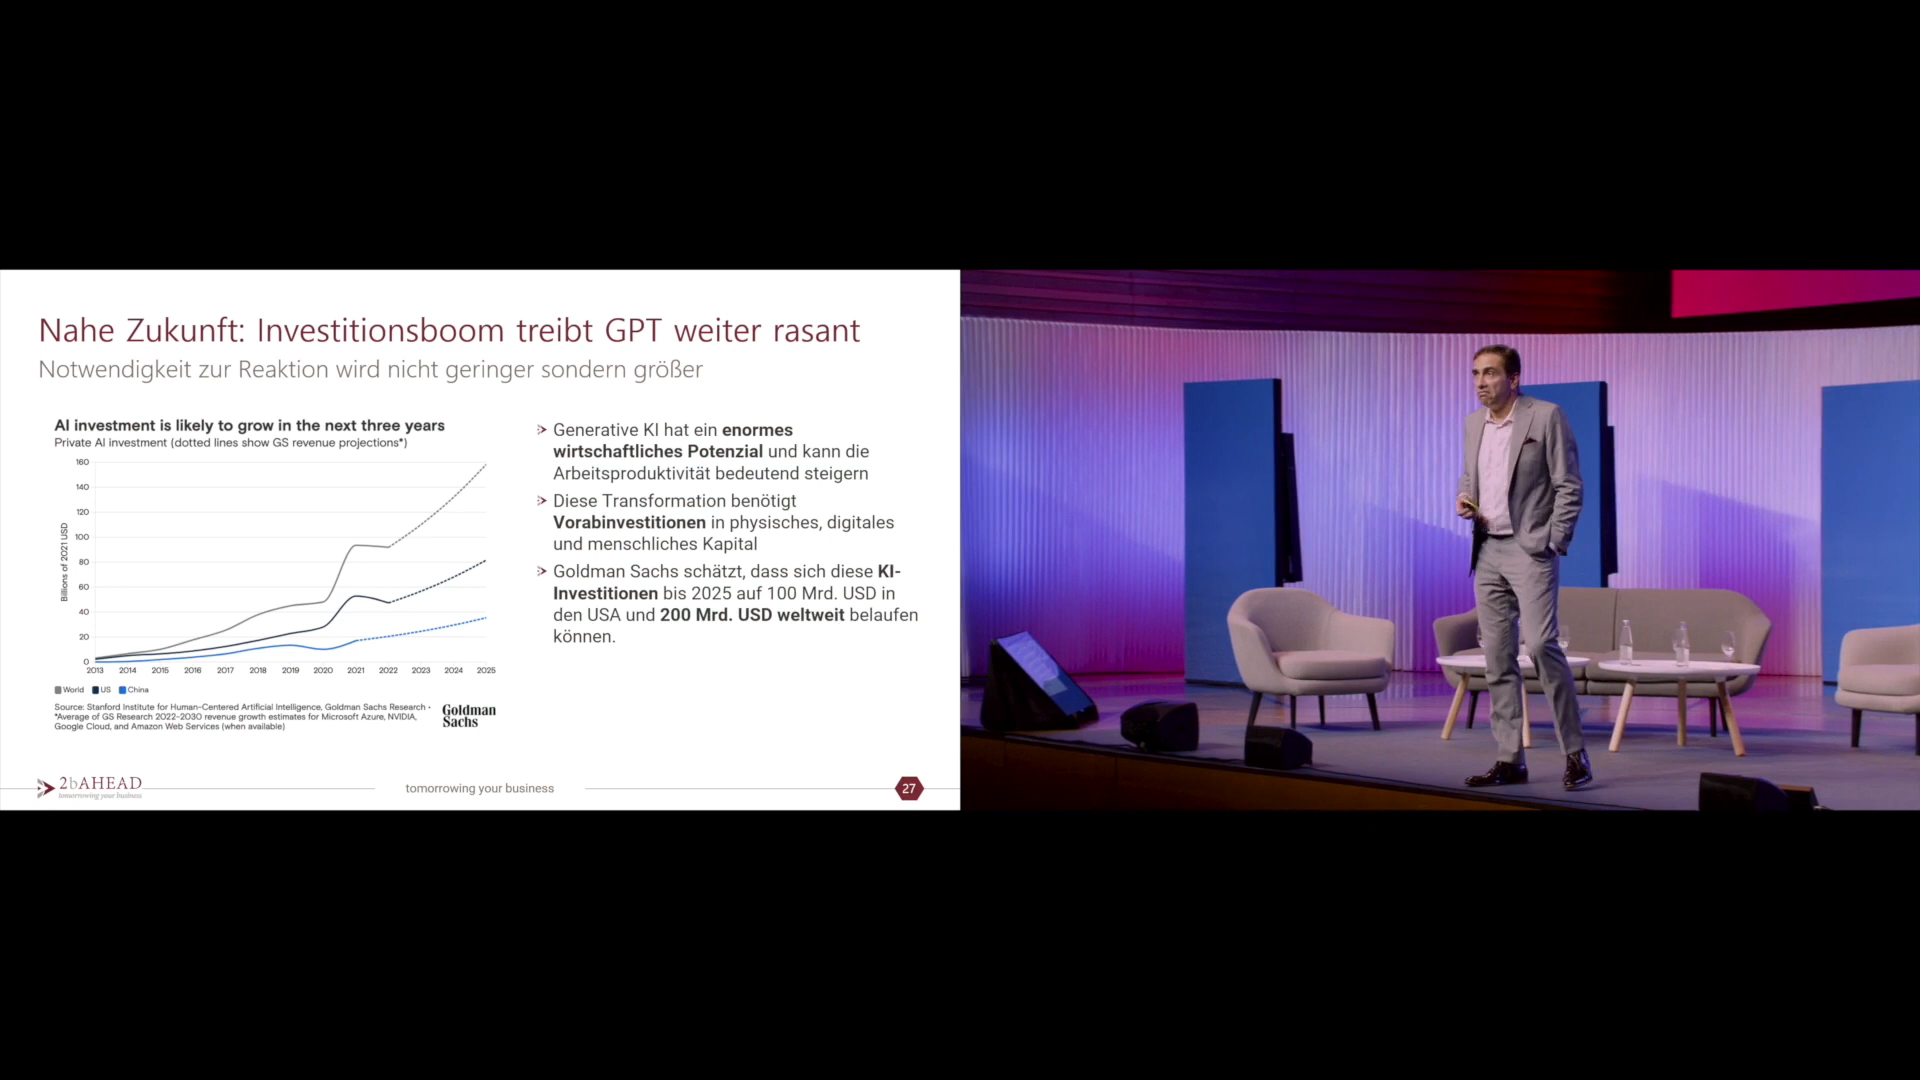 Nahe Zukunft: Investitionsboom treibt GPT weiter rasant
Notwendigkeit zur Reaktion wird nicht geringer sondern größer
AI investment is likely to grow in the next three years
Private AI investment (dotted lines show GS revenue projections*)
160
140
120
100
80
60
40
20
0
Billions of 2021 USD
2013 2014 2015 2016 2017 2018 2019 2020 2021 2022 2023 2024 2025
World US China
Source: Stanford Institute for Human-Centered Artificial Intelligence, Goldman Sachs Research •
*Average of GS Research 2022-2030 revenue growth estimates for Microsoft Azure, NVIDIA,
Google Cloud, and Amazon Web Services (when available)
Goldman
Sachs
Generative KI hat ein enormes
wirtschaftliches Potenzial und kann die
Arbeitsproduktivität bedeutend steigern
Diese Transformation benötigt
Vorabinvestitionen in physisches, digitales
und menschliches Kapital
Goldman Sachs schätzt, dass sich diese KI-
Investitionen bis 2025 auf 100 Mrd. USD in
den USA und 200 Mrd. USD weltweit belaufen
können.
2bAHEAD
tomorrowing your business
tomorrowing your business
27